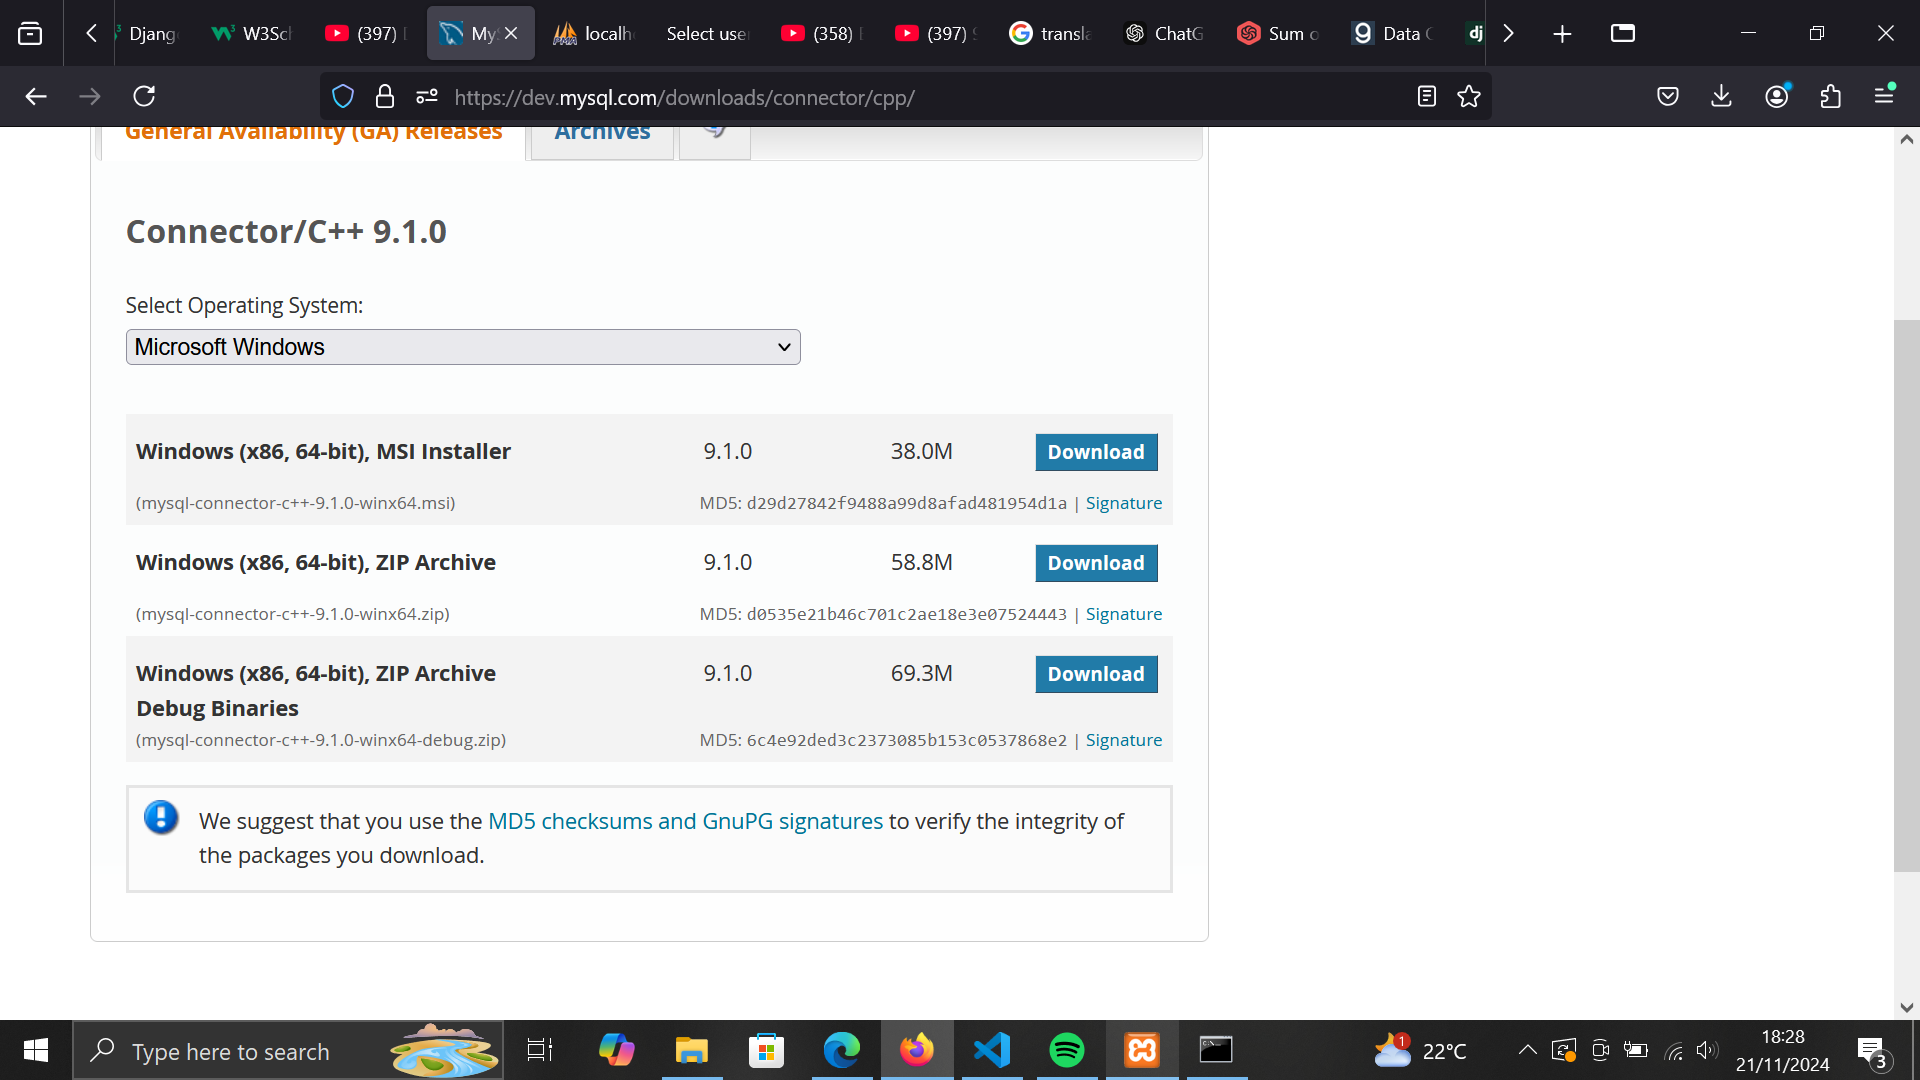 Django
W3Sch
(397)
MyS
localh
Select use
(358)
(397)
transla
ChatG
Sum o
Data
dj
https://dev.mysql.com/downloads/connector/cpp/
General Availability (GA) Releases
Archives
Connector/C++ 9.1.0
Select Operating System:
Microsoft Windows
Windows (x86, 64-bit), MSI Installer 9.1.0 38.0M Download
(mysql-connector-c++-9.1.0-winx64.msi) MD5: d29d27842f9488a99d8afad481954d1a | Signature
Windows (x86, 64-bit), ZIP Archive 9.1.0 58.8M Download
(mysql-connector-c++-9.1.0-winx64.zip) MD5: d0535e21b46c701c2ae18e3e07524443 | Signature
Windows (x86, 64-bit), ZIP Archive 9.1.0 69.3M Download
Debug Binaries
(mysql-connector-c++-9.1.0-winx64-debug.zip) MD5: 6c4e92ded3c2373085b153c0537868e2 | Signature
We suggest that you use the MD5 checksums and GnuPG signatures to verify the integrity of
the packages you download.
Type here to search
1
22°C
18:28
21/11/2024
3